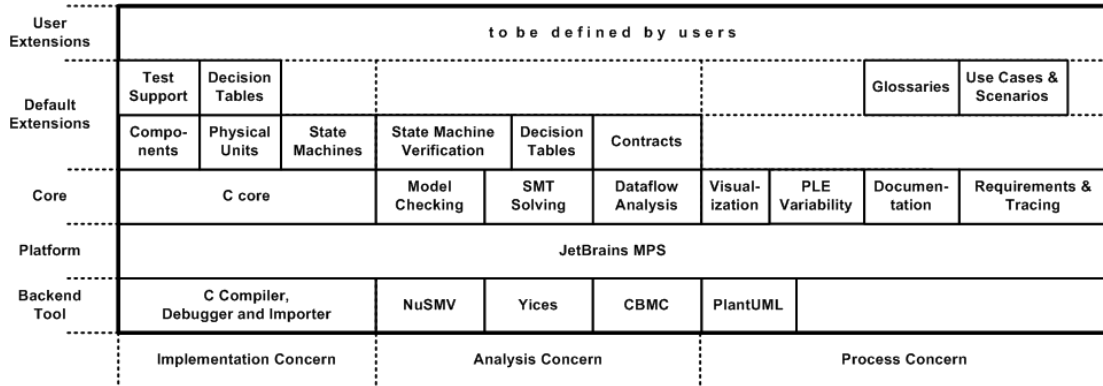 User
Extensions
to be defined by users
Default
Extensions
Test
Support
Decision
Tables
Glossaries
Use Cases &
Scenarios
Compo-
nents
Physical
Units
State
Machines
State Machine
Verification
Decision
Tables
Contracts
Core
C core
Model
Checking
SMT
Solving
Dataflow
Analysis
Visual-
ization
PLE
Variability
Documen-
tation
Requirements &
Tracing
Platform
JetBrains MPS
Backend
Tool
C Compiler,
Debugger and Importer
NuSMV
Yices
CBMC
PlantUML
Implementation Concern
Analysis Concern
Process Concern